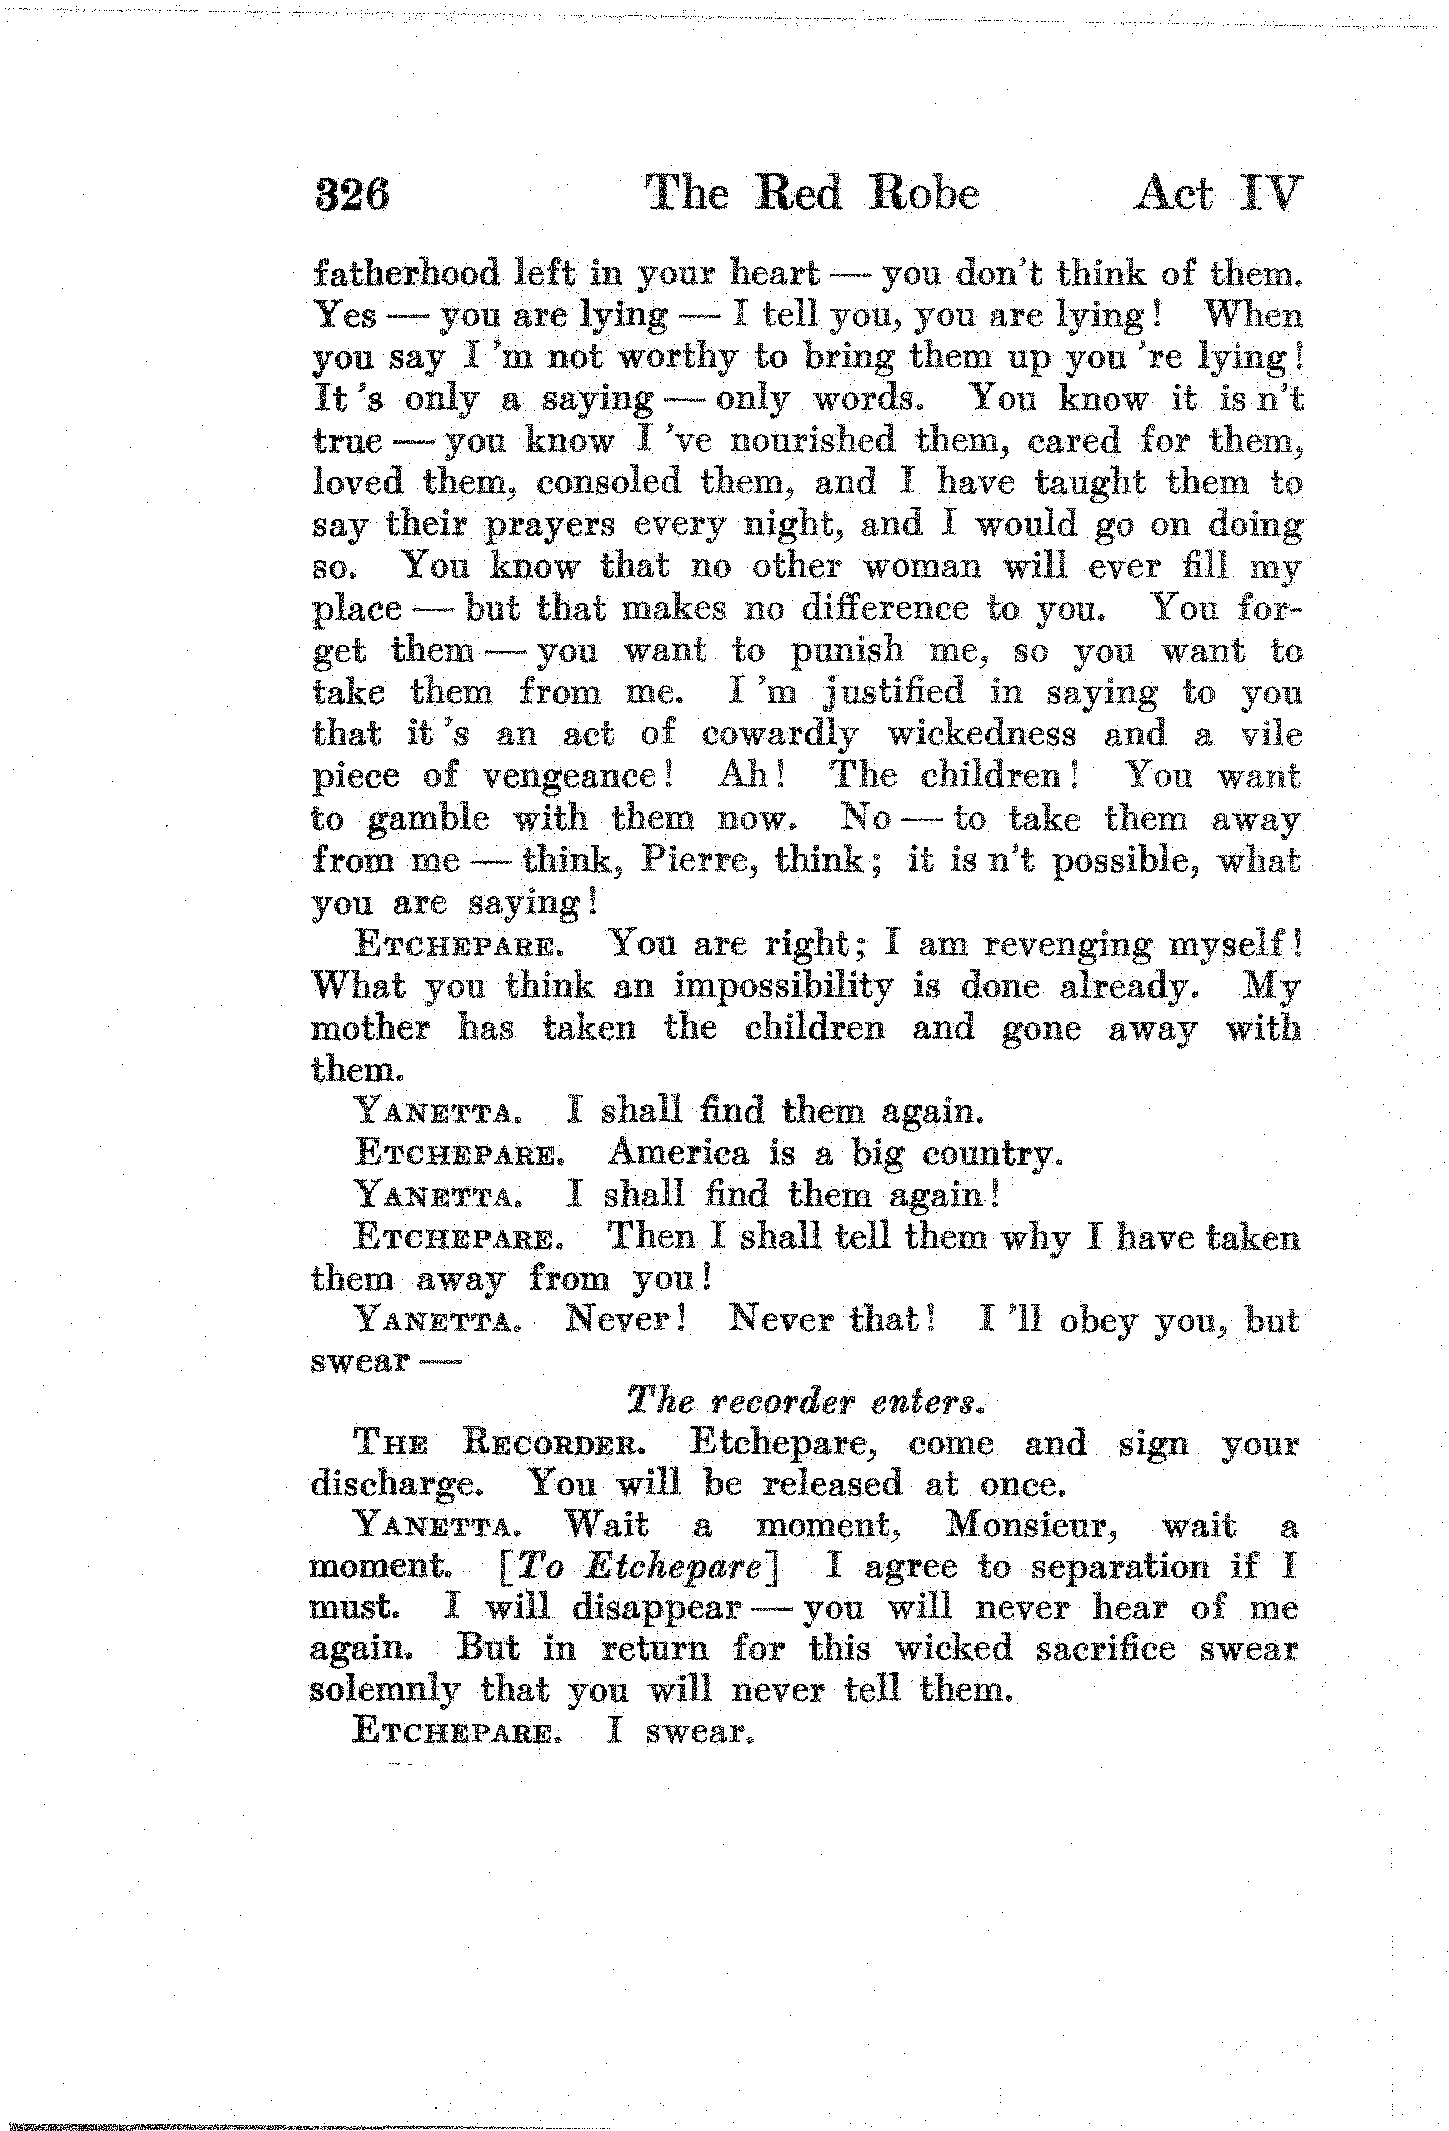 326 The Red Robe Act IV
fatherhood left in your heart — you don't think of them.
Yes — you are lying — I tell you, you are lying! When
you say I 'm not worthy to bring them up you 're lying!
It 's only a saying — only words. You know it is n't
true — you know I 've nourished them, cared for them,
loved them, consoled them, and I have taught them to
say their prayers every night, and I would go on doing
so. You know that no other woman will ever fill my
place — but that makes no difference to you. You for-
get them — you want to punish me, so you want to
take them from me. I 'm justified in saying to you
that it 's an act of cowardly wickedness and a vile
piece of vengeance! Ah! The children! You want
to gamble with them now. No — to take them away
from me — think, Pierre, think; it is n't possible, what
you are saying!
ETCHEPARE. You are right; I am revenging myself!
What you think an impossibility is done already. My
mother has taken the children and gone away with
them.
YANETTA. I shall find them again.
ETCHEPARE. America is a big country.
YANETTA. I shall find them again!
ETCHEPARE. Then I shall tell them why I have taken
them away from you!
YANETTA. Never! Never that! I 'll obey you, but
swear —
The recorder enters.
THE RECORDER. Etchepare, come and sign your
discharge. You will be released at once.
YANETTA. Wait a moment, Monsieur, wait a
moment. [To Etchepare] I agree to separation if I
must. I will disappear — you will never hear of me
again. But in return for this wicked sacrifice swear
solemnly that you will never tell them.
ETCHEPARE. I swear.